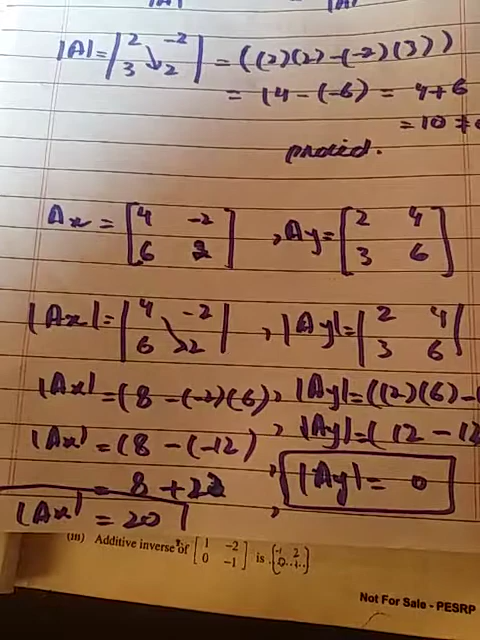 |A|
|A|
|A| = |2 -2| = ((2)(2) -(-2)(3))
|3 2|
= (4 - (-6) = 4+6
= 10 ≠ 0
Ax = [4 -2] , Ay = [2 4]
[6 2] [3 6]
|Ax| = |4 -2| , |Ay| = |2 4|
|6 2| |3 6|
|Ax| = (8 -(-2)(6), |Ay| = ((2)(6) -
|Ax| = (8 - (-12) , |Ay| = (12 - 12
= 8 + , |Ay| = 0
|Ax| = 20 ,
(iii) Additive inverse of [1 -2] is
[0 -1]
Not For Sale - PESRP